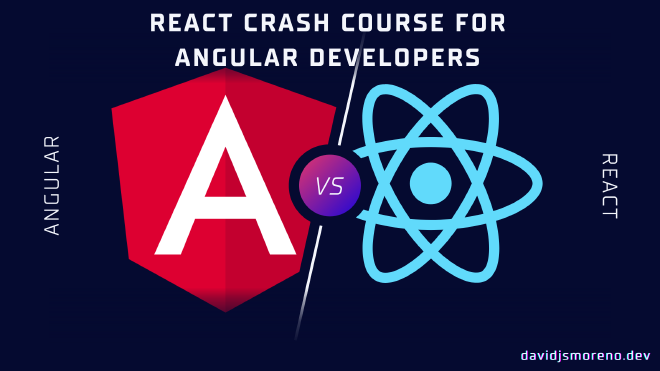 REACT CRASH COURSE FOR
ANGULAR DEVELOPERS
ANGULAR
A
VS
REACT
davidjsmoreno.dev